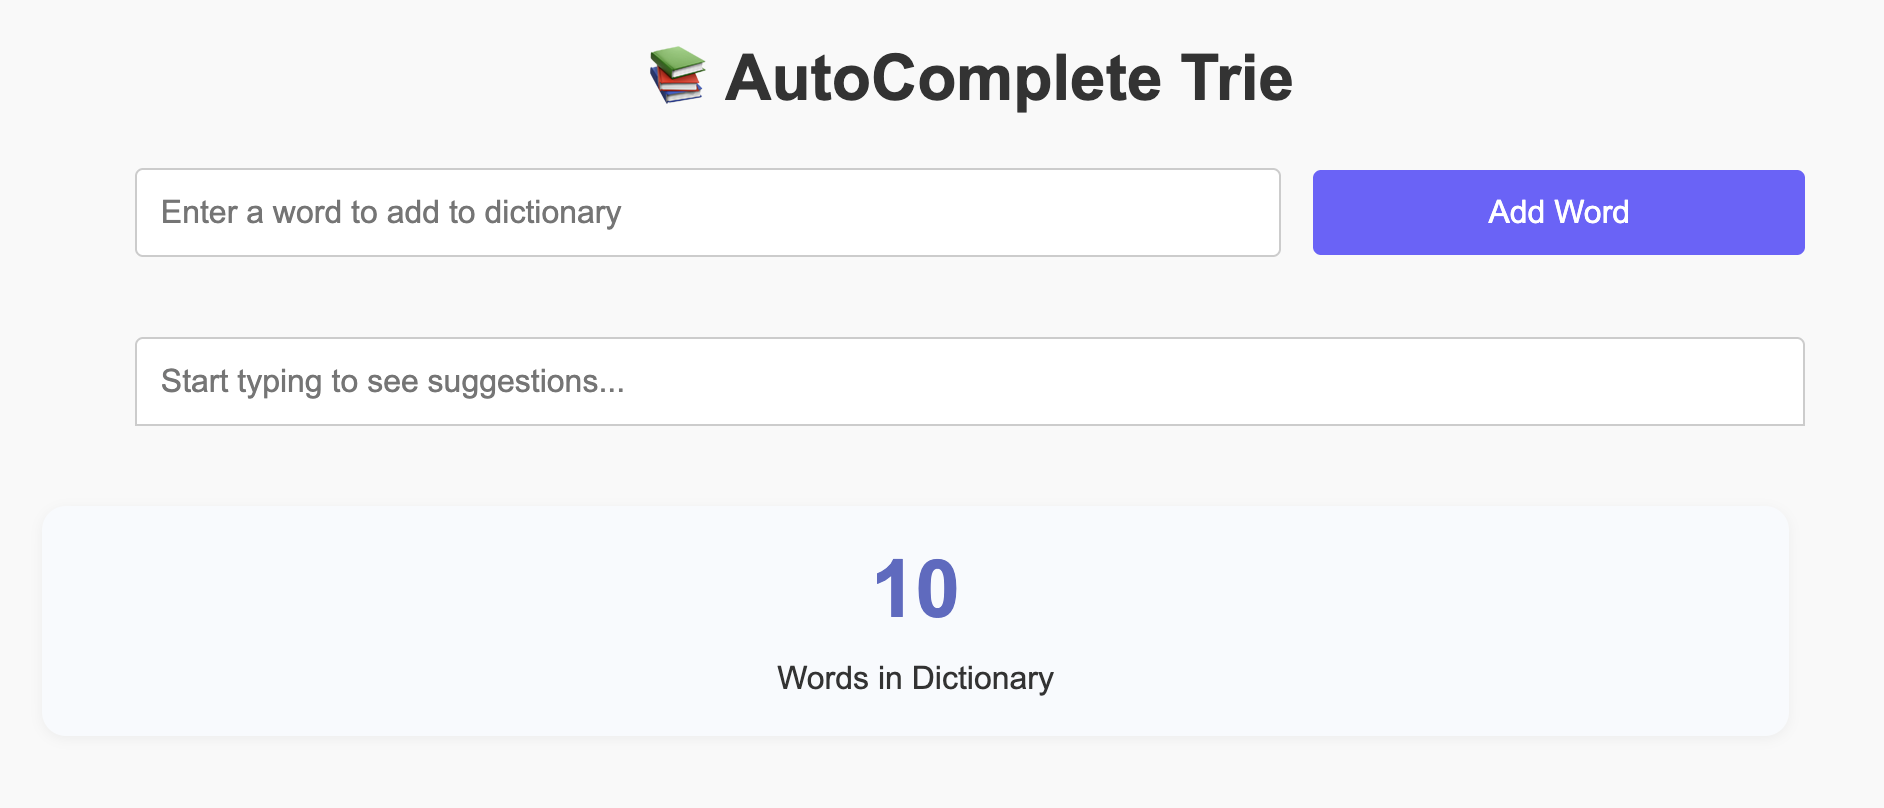 AutoComplete Trie
Enter a word to add to dictionary
Add Word
Start typing to see suggestions...
10
Words in Dictionary